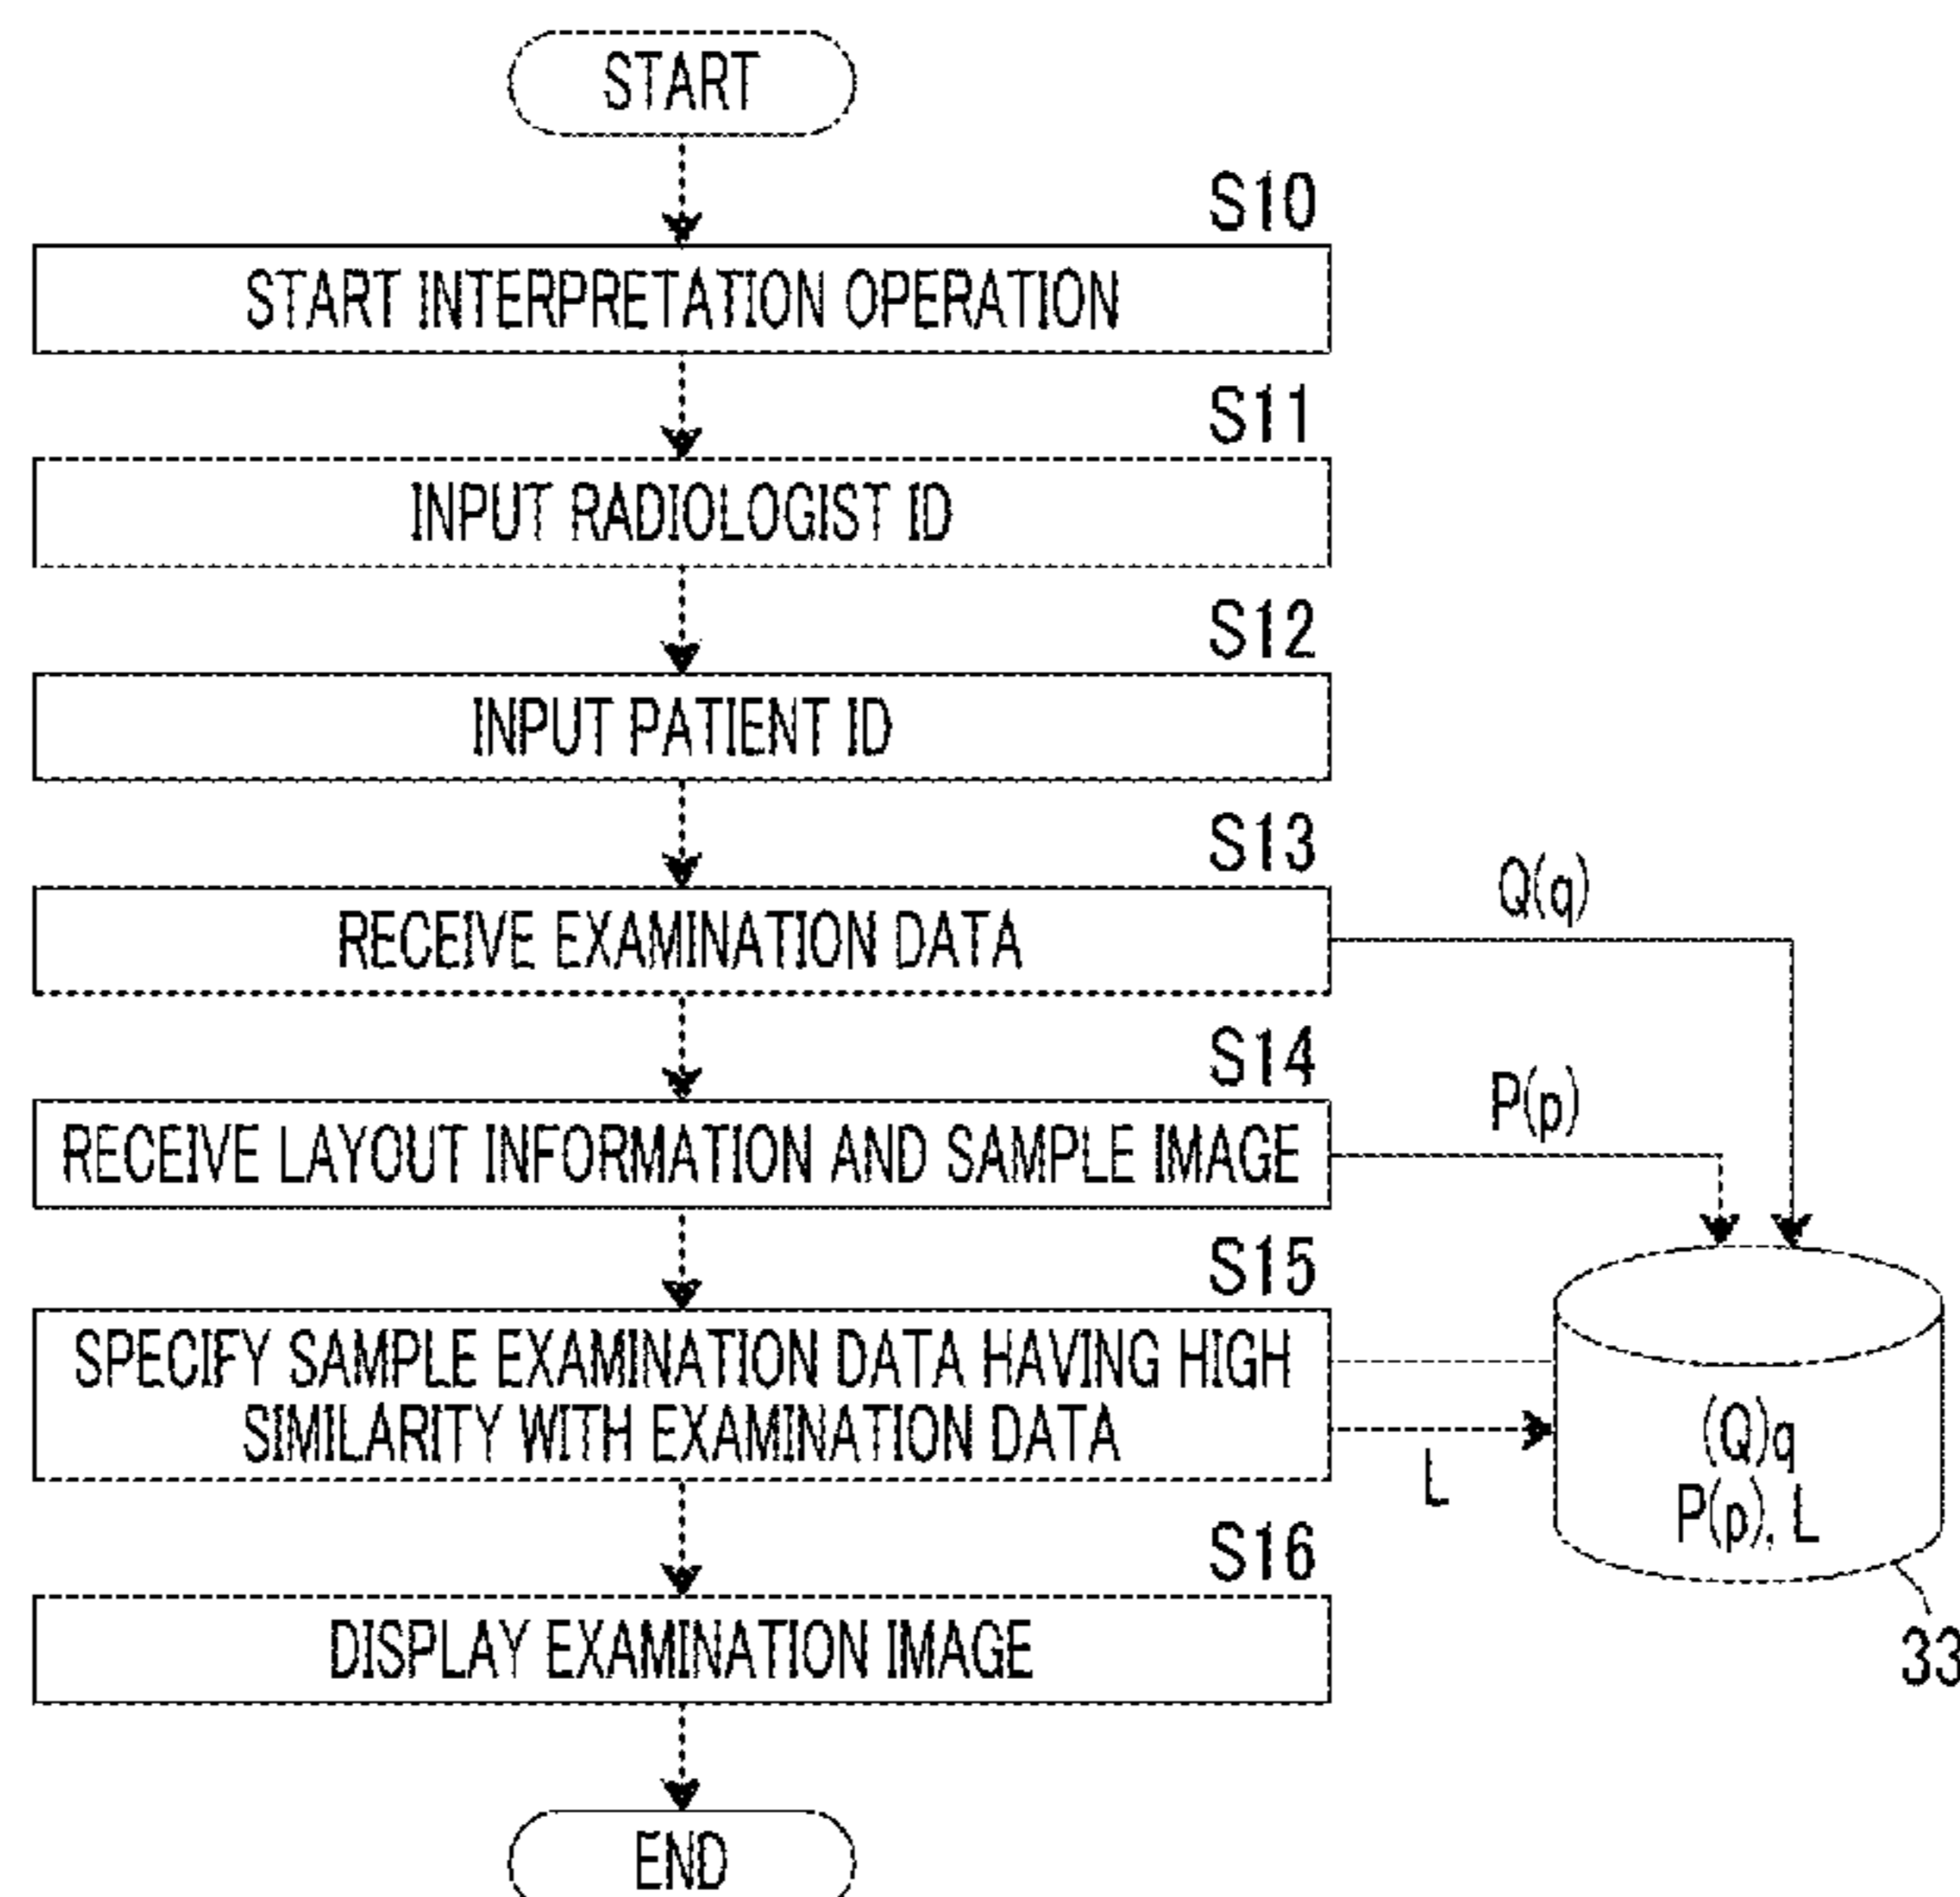 START
S10
START INTERPRETATION OPERATION
S11
INPUT RADIOLOGIST ID
S12
INPUT PATIENT ID
S13
RECEIVE EXAMINATION DATA
Q(q)
S14
RECEIVE LAYOUT INFORMATION AND SAMPLE IMAGE
P(p)
S15
SPECIFY SAMPLE EXAMINATION DATA HAVING HIGH
SIMILARITY WITH EXAMINATION DATA
L
(Q)q
P(p), L
33
S16
DISPLAY EXAMINATION IMAGE
END